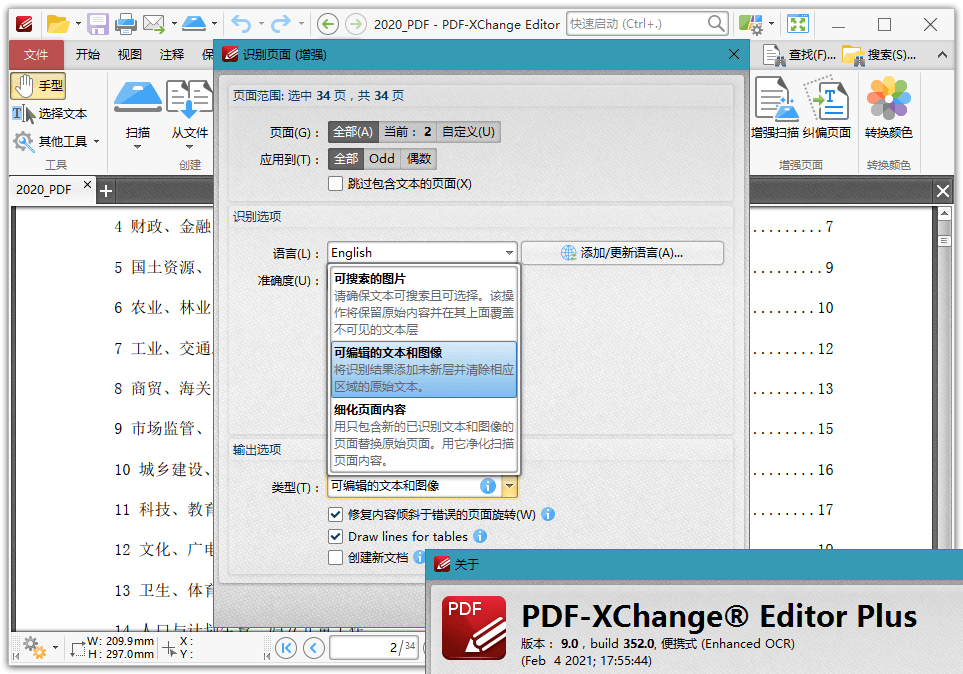 2020_PDF - PDF-XChange Editor
快速启动 (Ctrl+.)
文件 开始 视图 注释 保
查找(F)... 搜索(S)...
手型
选择文本
其他工具
工具
扫描
从文件
创建
增强扫描
纠偏页面
增强页面
转换颜色
转换颜色
2020_PDF
识别页面 (增强)
页面范围: 选中 34 页，共 34 页
页面(G)： 全部(A) 当前： 2 自定义(U)
应用到(T)： 全部 Odd 偶数
跳过包含文本的页面(X)
识别选项
语言(L)： English 添加/更新语言(A)...
准确度(U)：
可搜索的图片
请确保文本可搜索且可选择。该操
作将保留原始内容并在其上面覆盖
不可见的文本层
可编辑的文本和图像
将识别结果添加未新层并清除相应
区域的原始文本。
细化页面内容
用只包含新的已识别文本和图像的
页面替换原始页面。用它净化扫描
页面内容。
输出选项
类型(T)： 可编辑的文本和图像
修复内容倾斜于错误的页面旋转(W)
Draw lines for tables
创建新文档
4 财政、金融 ........7
5 国土资源、 ........9
6 农业、林业 .......10
7 工业、交通、 .......12
8 商贸、海关 .......13
9 市场监管、 .......15
10 城乡建设、 .......16
11 科技、教育 .......17
12 文化、广电
13 卫生、体育
W: 209.9mm
H: 297.0mm
X:
Y:
2/34
关于
PDF
PDF-XChange® Editor Plus
版本： 9.0 , build 352.0, 便携式 (Enhanced OCR)
(Feb 4 2021; 17:55:44)